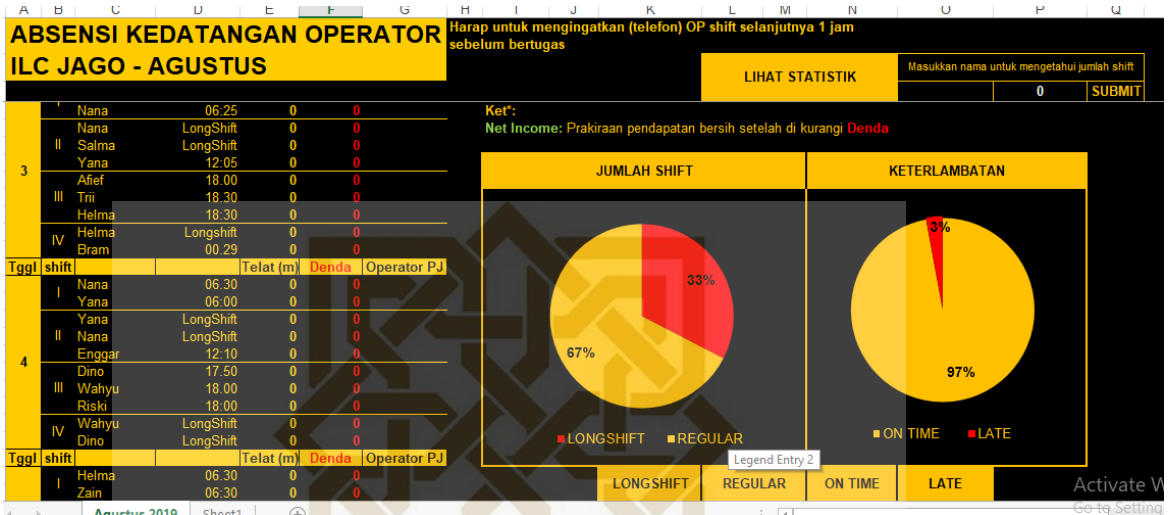 A B C D E F G H I J K L M N O P Q
ABSENSI KEDATANGAN OPERATOR
ILC JAGO - AGUSTUS
Harap untuk mengingatkan (telefon) OP shift selanjutnya 1 jam
sebelum bertugas
LIHAT STATISTIK
Masukkan nama untuk mengetahui jumlah shift
0 SUBMIT
3
Nana 06:25 0 0
II
Nana LongShift 0 0
Salma LongShift 0 0
Yana 12:05 0 0
III
Afief 18.00 0 0
Trii 18.30 0 0
Helma 18:30 0 0
IV
Helma Longshift 0 0
Bram 00.29 0 0
Tggl shift Telat (m) Denda Operator PJ
4
I
Nana 06.30 0 0
Yana 06:00 0 0
II
Yana LongShift 0 0
Nana LongShift 0 0
Enggar 12:10 0 0
III
Dino 17.50 0 0
Wahyu 18.00 0 0
Riski 18:00 0 0
IV
Wahyu LongShift 0 0
Dino LongShift 0 0
Tggl shift Telat (m) Denda Operator PJ
I
Helma 06.30 0 0
Zain 06:30 0 0
Ket*:
Net Income: Prakiraan pendapatan bersih setelah di kurangi Denda
JUMLAH SHIFT
33%
67%
LONGSHIFT REGULAR
KETERLAMBATAN
3%
97%
ON TIME LATE
Legend Entry 2
LONGSHIFT REGULAR ON TIME LATE
Activate W
Go to Setting
Agustus 2019 Sheet1